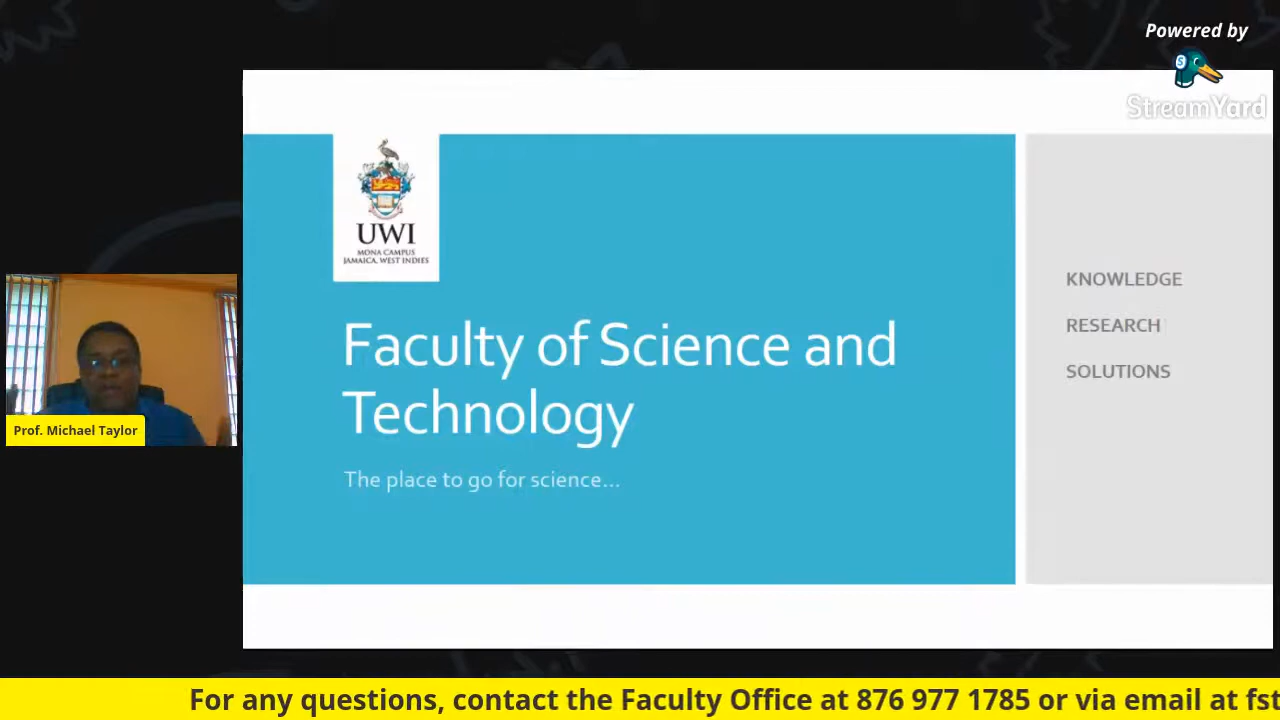 Powered by
StreamYard
UWI
MONA CAMPUS
JAMAICA, WEST INDIES
Faculty of Science and
Technology
The place to go for science...
KNOWLEDGE
RESEARCH
SOLUTIONS
Prof. Michael Taylor
For any questions, contact the Faculty Office at 876 977 1785 or via email at fst